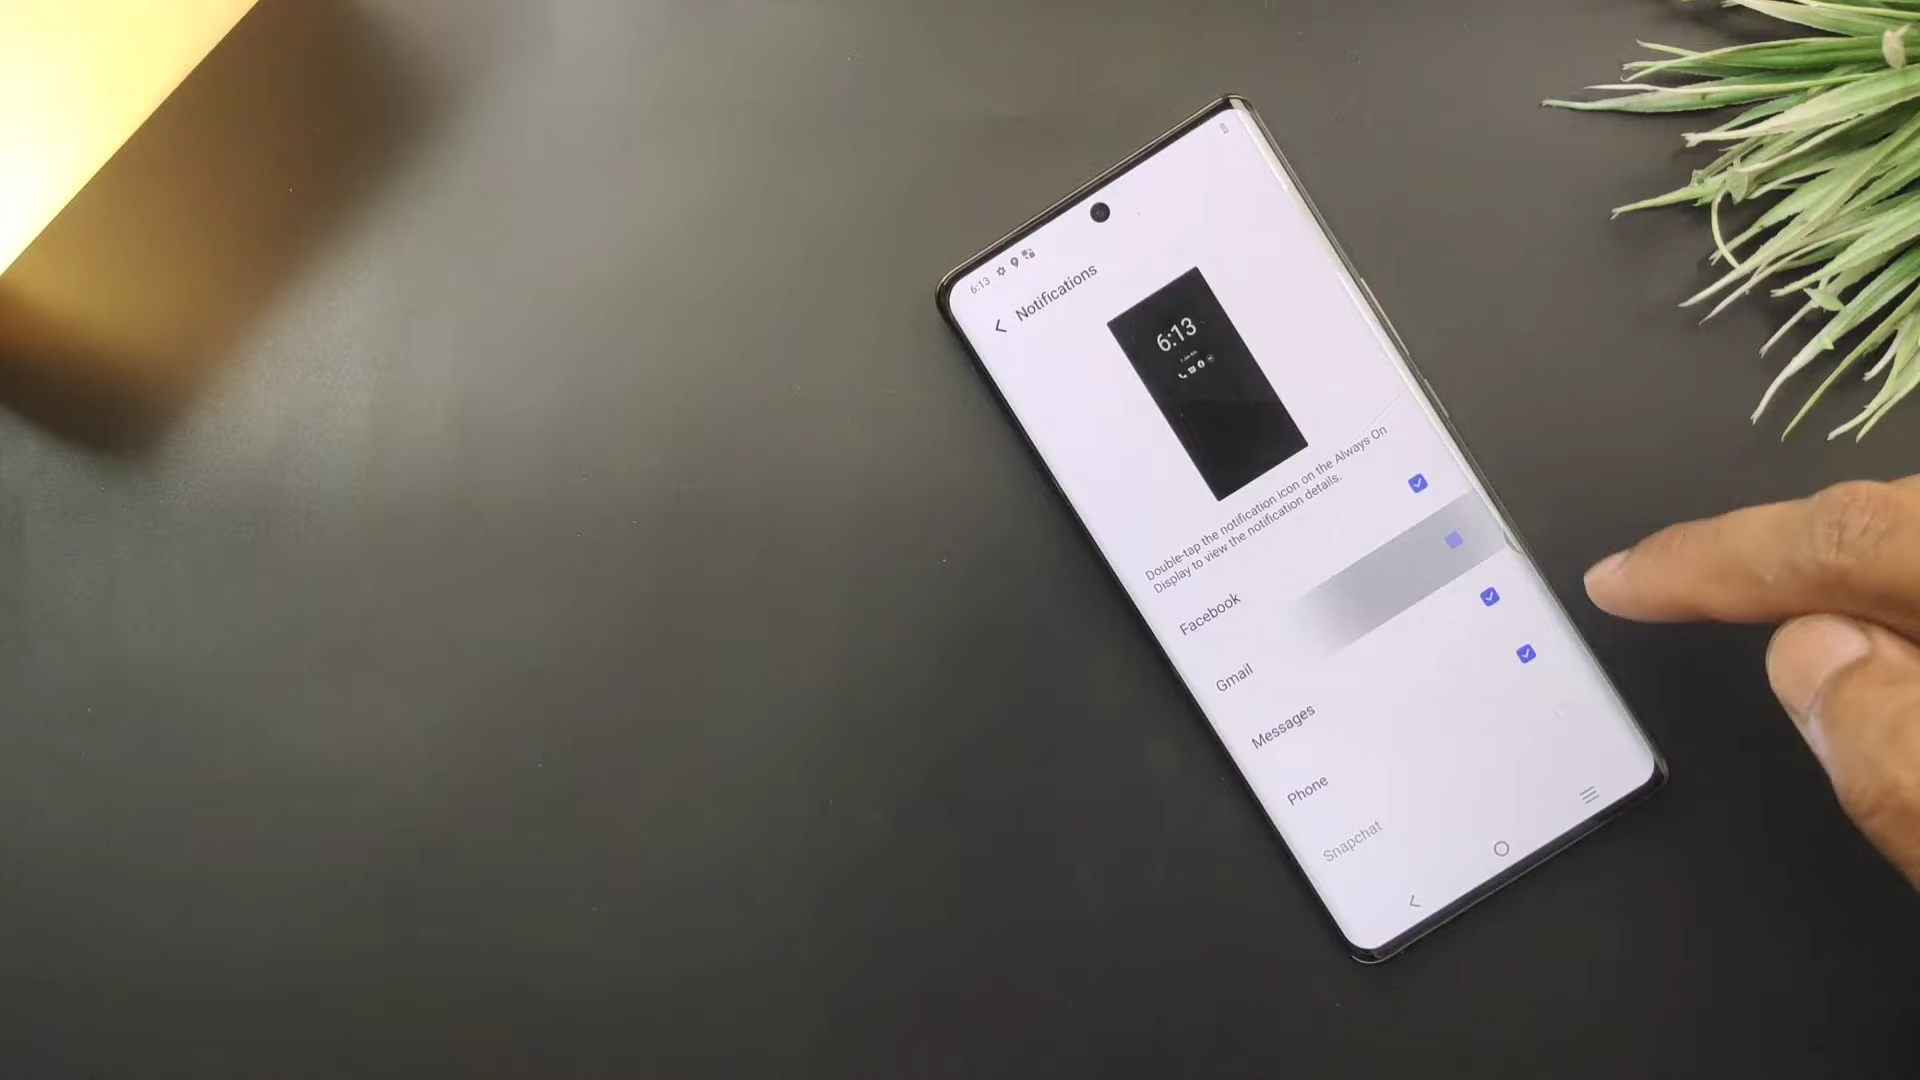 6:13
Notifications
6:13
Double-tap the notification icon on the Always On
Display to view the notification details.
Facebook
Gmail
Messages
Phone
Snapchat